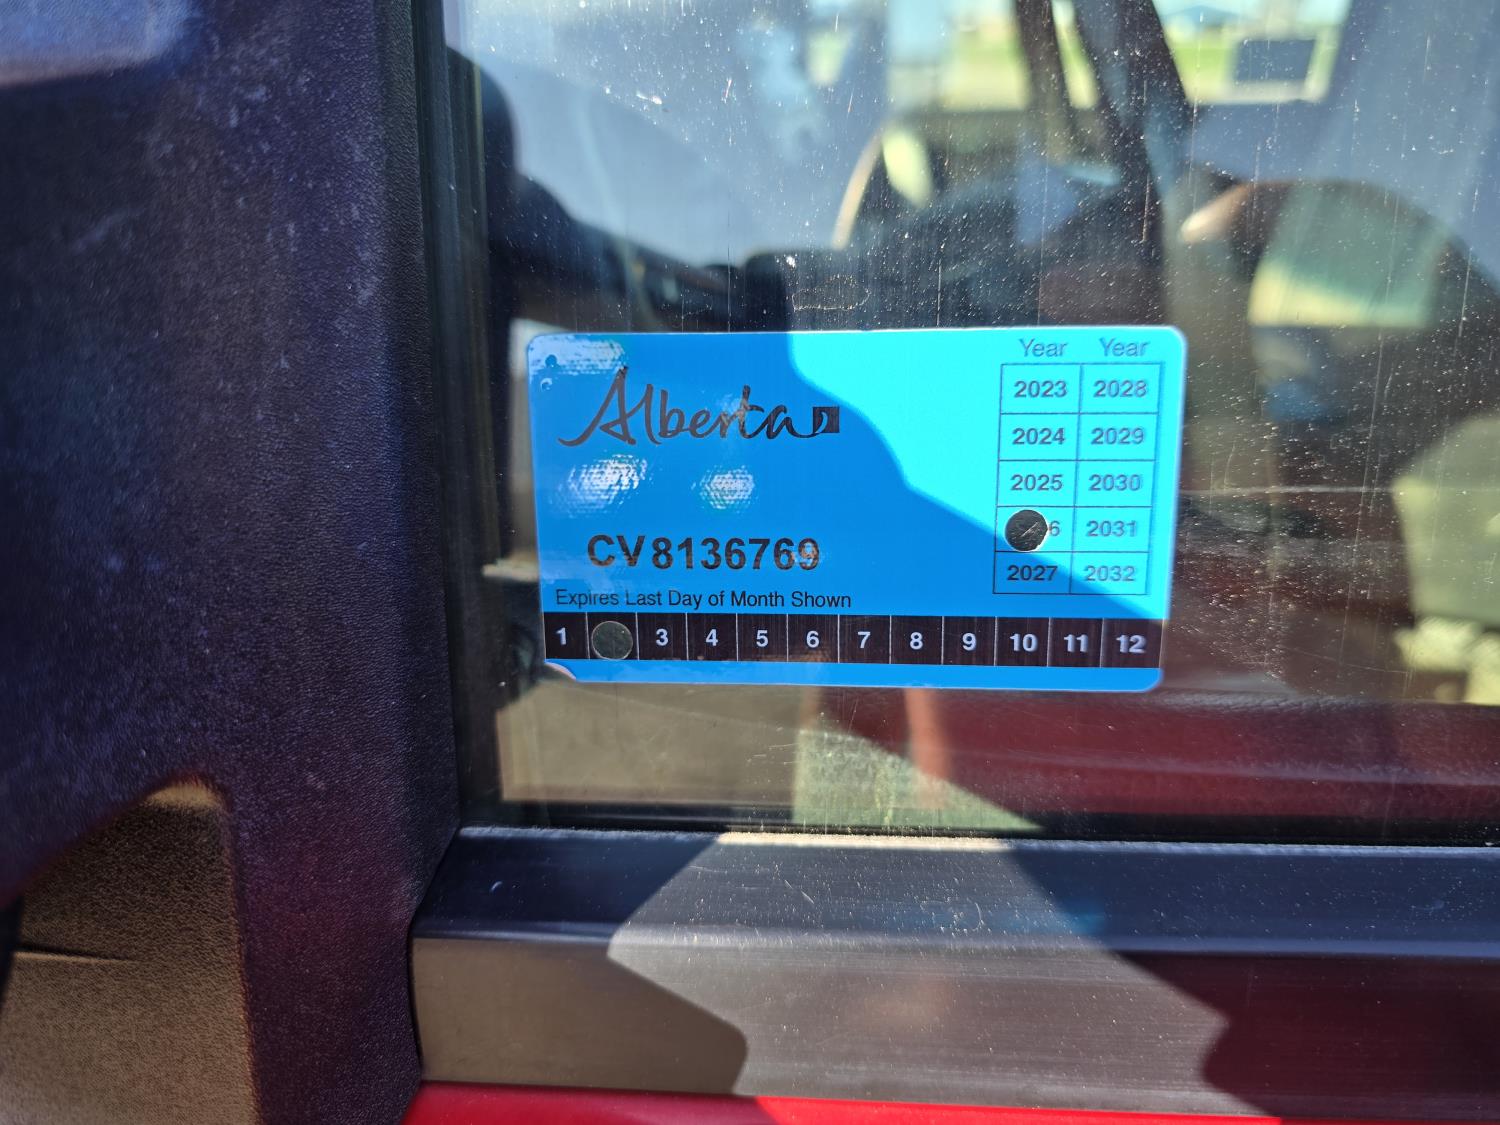 Alberta
Year Year
2023 2028
2024 2029
2025 2030
6 2031
2027 2032
CV8136769
Expires Last Day of Month Shown
1 3 4 5 6 7 8 9 10 11 12